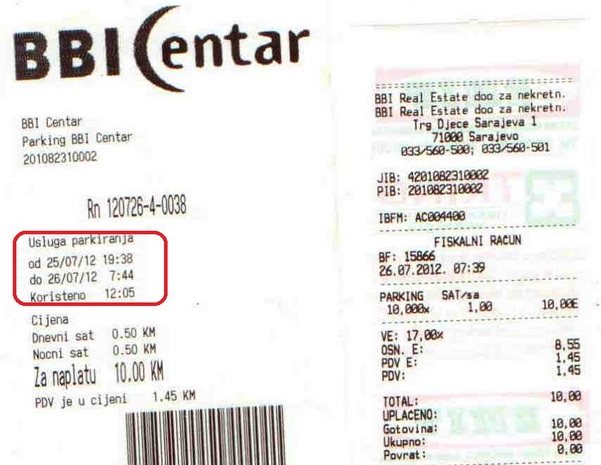 BBI Centar
BBI Centar
Parking BBI Centar
201082310002
Rn 120726-4-0038
Usluga parkiranja
od 25/07/12 19:38
do 26/07/12 7:44
Koristeno 12:05
Cijena
Dnevni sat 0.50 KM
Nocni sat 0.50 KM
Za naplatu 10.00 KM
PDV je u cijeni 1.45 KM
BBI Real Estate doo za nekretn.
BBI Real Estate doo za nekretn.
Trg Djece Sarajeva 1
71000 Sarajevo
033/560-500; 033/560-501
JIB: 4201082310002
PIB: 201082310002
IBFM: AC004400
FISKALNI RAČUN
BF: 15866
26.07.2012. 07:39
PARKING SAT/sa
10,000x 1,00 10,00E
VE: 17,00%
OSN. E: 8,55
PDV E: 1,45
PDV: 1,45
TOTAL: 10,00
UPLAĆENO:
Gotovina: 10,00
Ukupno: 10,00
Povrat: 0,00